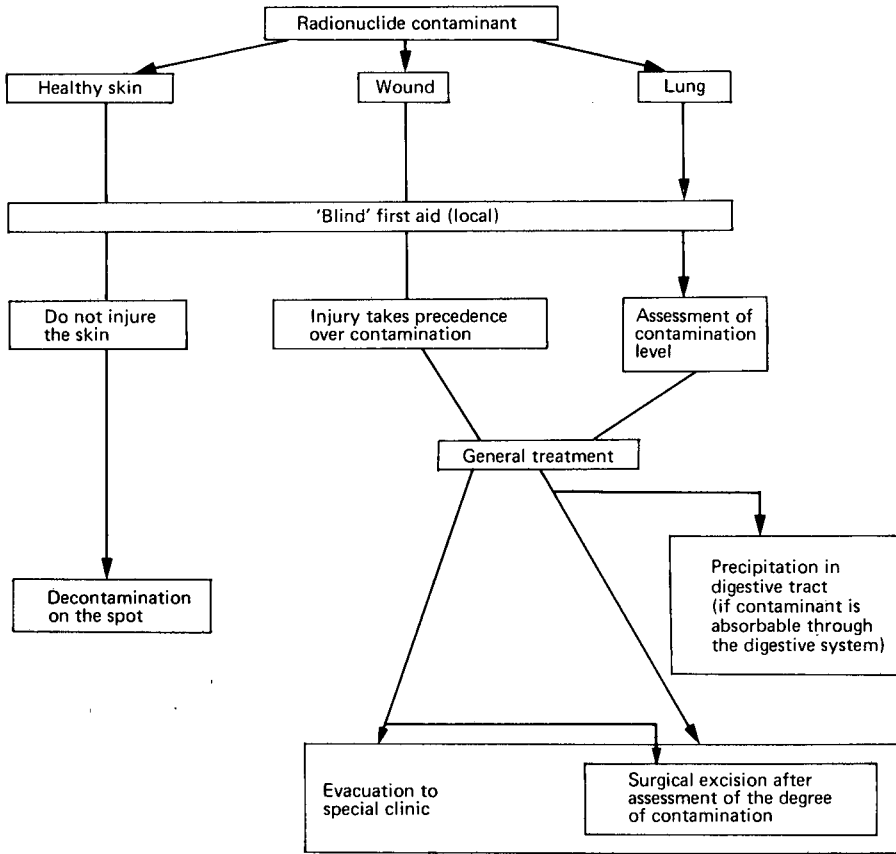 Radionuclide contaminant
Healthy skin
Wound
Lung
'Blind' first aid (local)
Do not injure
the skin
Injury takes precedence
over contamination
Assessment of
contamination
level
General treatment
Decontamination
on the spot
Precipitation in
digestive tract
(if contaminant is
absorbable through
the digestive system)
Evacuation to
special clinic
Surgical excision after
assessment of the degree
of contamination